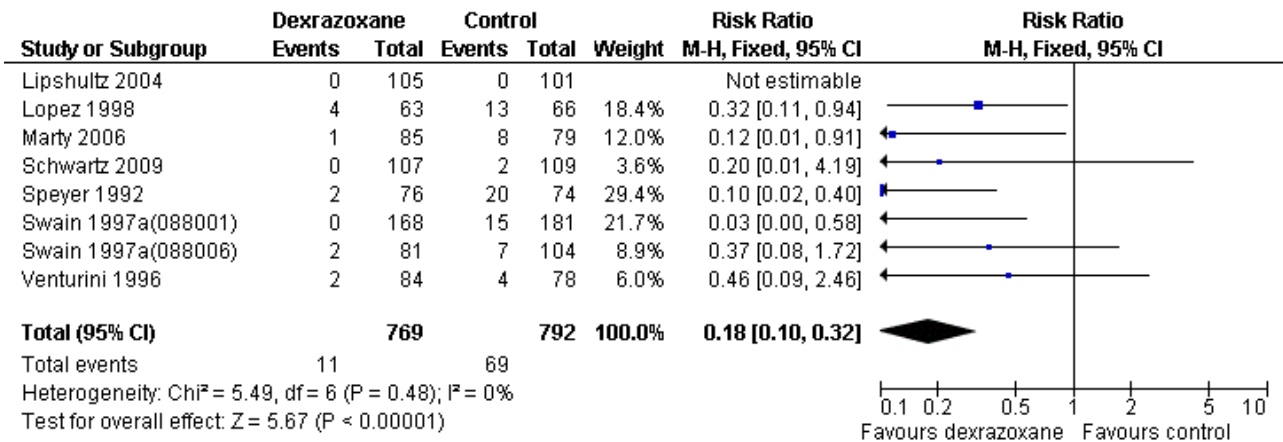 Dexrazoxane Control Risk Ratio Risk Ratio
Study or Subgroup Events Total Events Total Weight M-H, Fixed, 95% CI M-H, Fixed, 95% CI
Lipshultz 2004 0 105 0 101 Not estimable
Lopez 1998 4 63 13 66 18.4% 0.32 [0.11, 0.94]
Marty 2006 1 85 8 79 12.0% 0.12 [0.01, 0.91]
Schwartz 2009 0 107 2 109 3.6% 0.20 [0.01, 4.19]
Speyer 1992 2 76 20 74 29.4% 0.10 [0.02, 0.40]
Swain 1997a(088001) 0 168 15 181 21.7% 0.03 [0.00, 0.58]
Swain 1997a(088006) 2 81 7 104 8.9% 0.37 [0.08, 1.72]
Venturini 1996 2 84 4 78 6.0% 0.46 [0.09, 2.46]
Total (95% CI) 769 792 100.0% 0.18 [0.10, 0.32]
Total events 11 69
Heterogeneity: Chi² = 5.49, df = 6 (P = 0.48); I² = 0%
Test for overall effect: Z = 5.67 (P < 0.00001)
0.1 0.2 0.5 1 2 5 10
Favours dexrazoxane Favours control